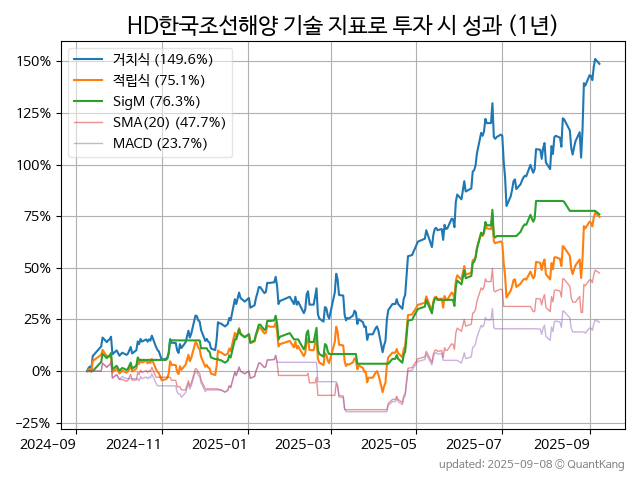 HD한국조선해양 기술 지표로 투자 시 성과 (1년)
거치식 (149.6%)
적립식 (75.1%)
SigM (76.3%)
SMA(20) (47.7%)
MACD (23.7%)
150%
125%
100%
75%
50%
25%
0%
−25%
2024-09 2024-11 2025-01 2025-03 2025-05 2025-07 2025-09
updated: 2025-09-08 © QuantKang